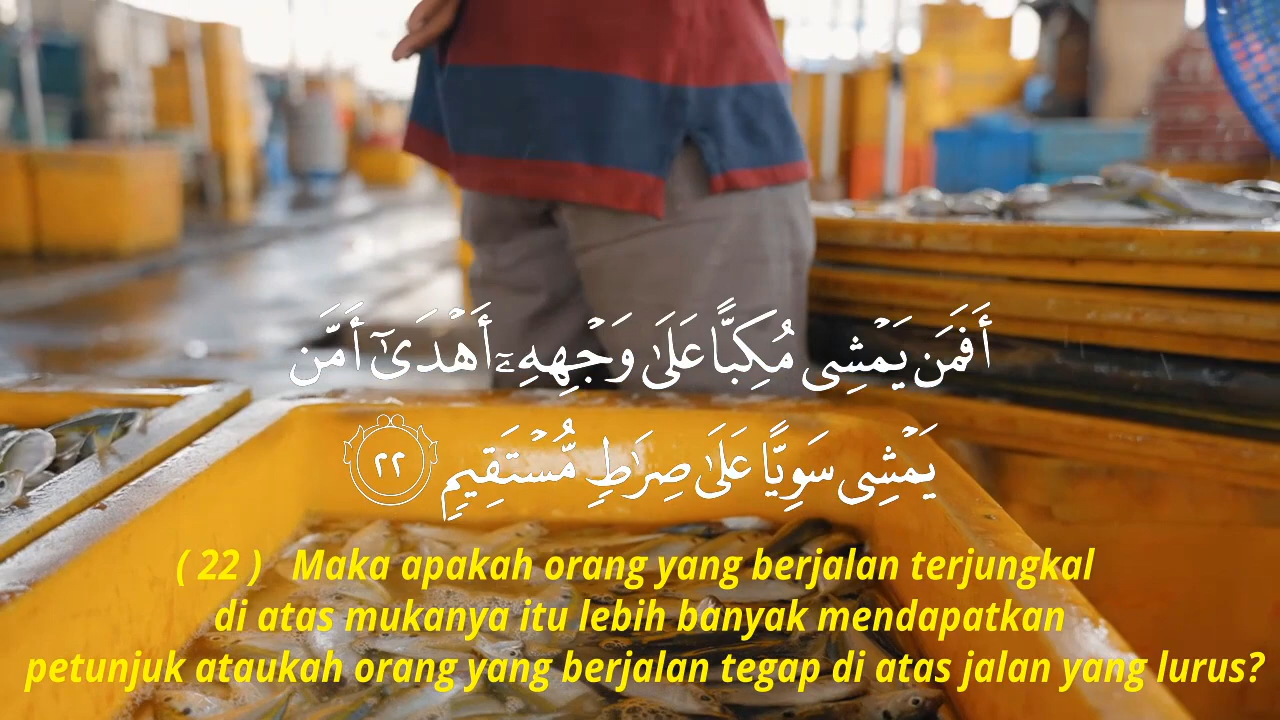 أَفَمَن يَمْشِى مُكِبًّا عَلَىٰ وَجْهِهِۦٓ أَهْدَىٰٓ أَمَّن
يَمْشِى سَوِيًّا عَلَىٰ صِرَٰطٍ مُّسْتَقِيمٍ ٢٢
( 22 ) Maka apakah orang yang berjalan terjungkal
di atas mukanya itu lebih banyak mendapatkan
petunjuk ataukah orang yang berjalan tegap di atas jalan yang lurus?